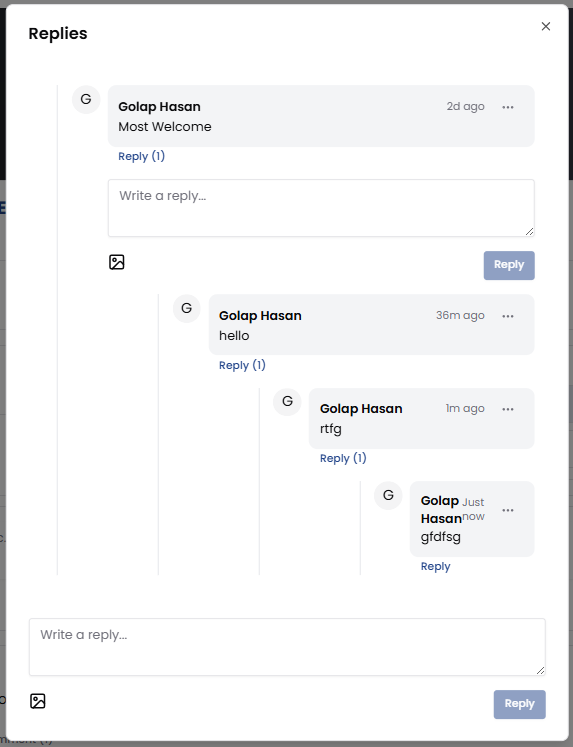 Replies
G
Golap Hasan 2d ago ...
Most Welcome
Reply (1)
Write a reply...
Reply
G
Golap Hasan 36m ago ...
hello
Reply (1)
G
Golap Hasan 1m ago ...
rtfg
Reply (1)
G
Golap Just
Hasan now ...
gfdfsg
Reply
Write a reply...
Reply